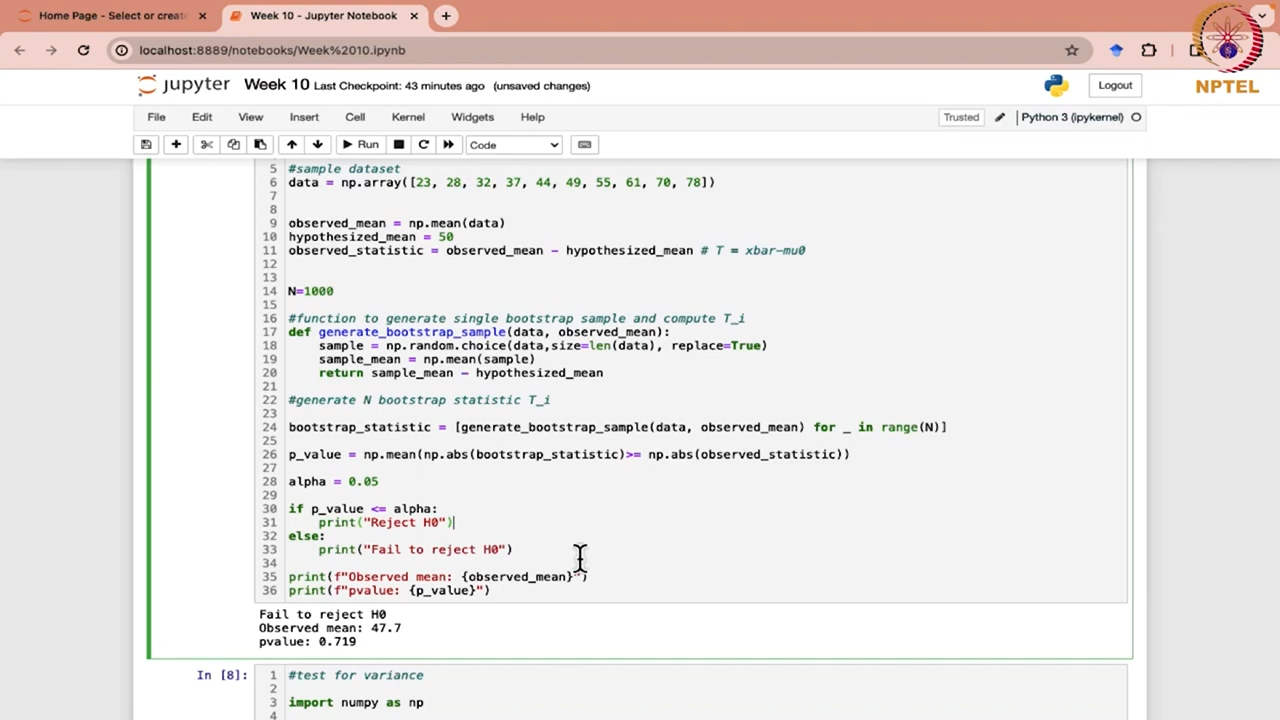 Home Page - Select or creat
Week 10 - Jupyter Notebook
localhost:8889/notebooks/Week%2010.ipynb
NPTEL
jupyter Week 10 Last Checkpoint: 43 minutes ago (unsaved changes)
Logout
File Edit View Insert Cell Kernel Widgets Help
Trusted Python 3 (ipykernel)
Run Code
5 #sample dataset
6 data = np.array([23, 28, 32, 37, 44, 49, 55, 61, 70, 78])
7
8
9 observed_mean = np.mean(data)
10 hypothesized_mean = 50
11 observed_statistic = observed_mean - hypothesized_mean # T = xbar-mu0
12
13
14 N=1000
15
16 #function to generate single bootstrap sample and compute T_i
17 def generate_bootstrap_sample(data, observed_mean):
18 sample = np.random.choice(data,size=len(data), replace=True)
19 sample_mean = np.mean(sample)
20 return sample_mean - hypothesized_mean
21
22 #generate N bootstrap statistic T_i
23
24 bootstrap_statistic = [generate_bootstrap_sample(data, observed_mean) for _ in range(N)]
25
26 p_value = np.mean(np.abs(bootstrap_statistic)>= np.abs(observed_statistic))
27
28 alpha = 0.05
29
30 if p_value <= alpha:
31 print("Reject H0")
32 else:
33 print("Fail to reject H0")
34
35 print(f"Observed mean: {observed_mean}")
36 print(f"pvalue: {p_value}")
Fail to reject H0
Observed mean: 47.7
pvalue: 0.719
In [8]:
1 #test for variance
2
3 import numpy as np
4